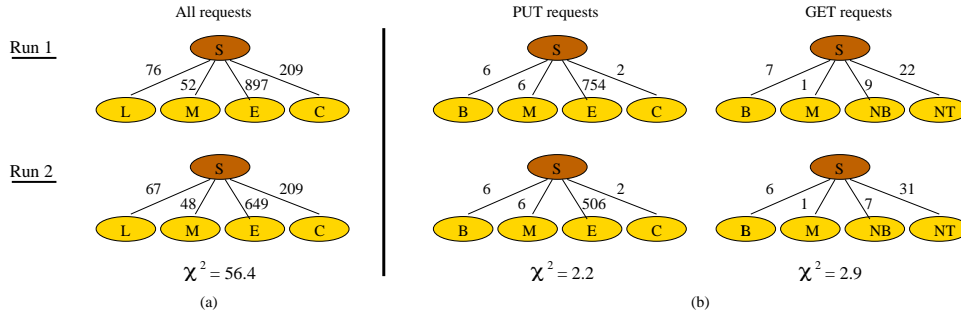 All requests
PUT requests
GET requests
Run 1
S
76
52
897
209
L
M
E
C
S
6
6
754
2
B
M
E
C
S
7
1
9
22
B
M
NB
NT
Run 2
S
67
48
649
209
L
M
E
C
S
6
6
506
2
B
M
E
C
S
6
1
7
31
B
M
NB
NT
χ² = 56.4
χ² = 2.2
χ² = 2.9
(a)
(b)